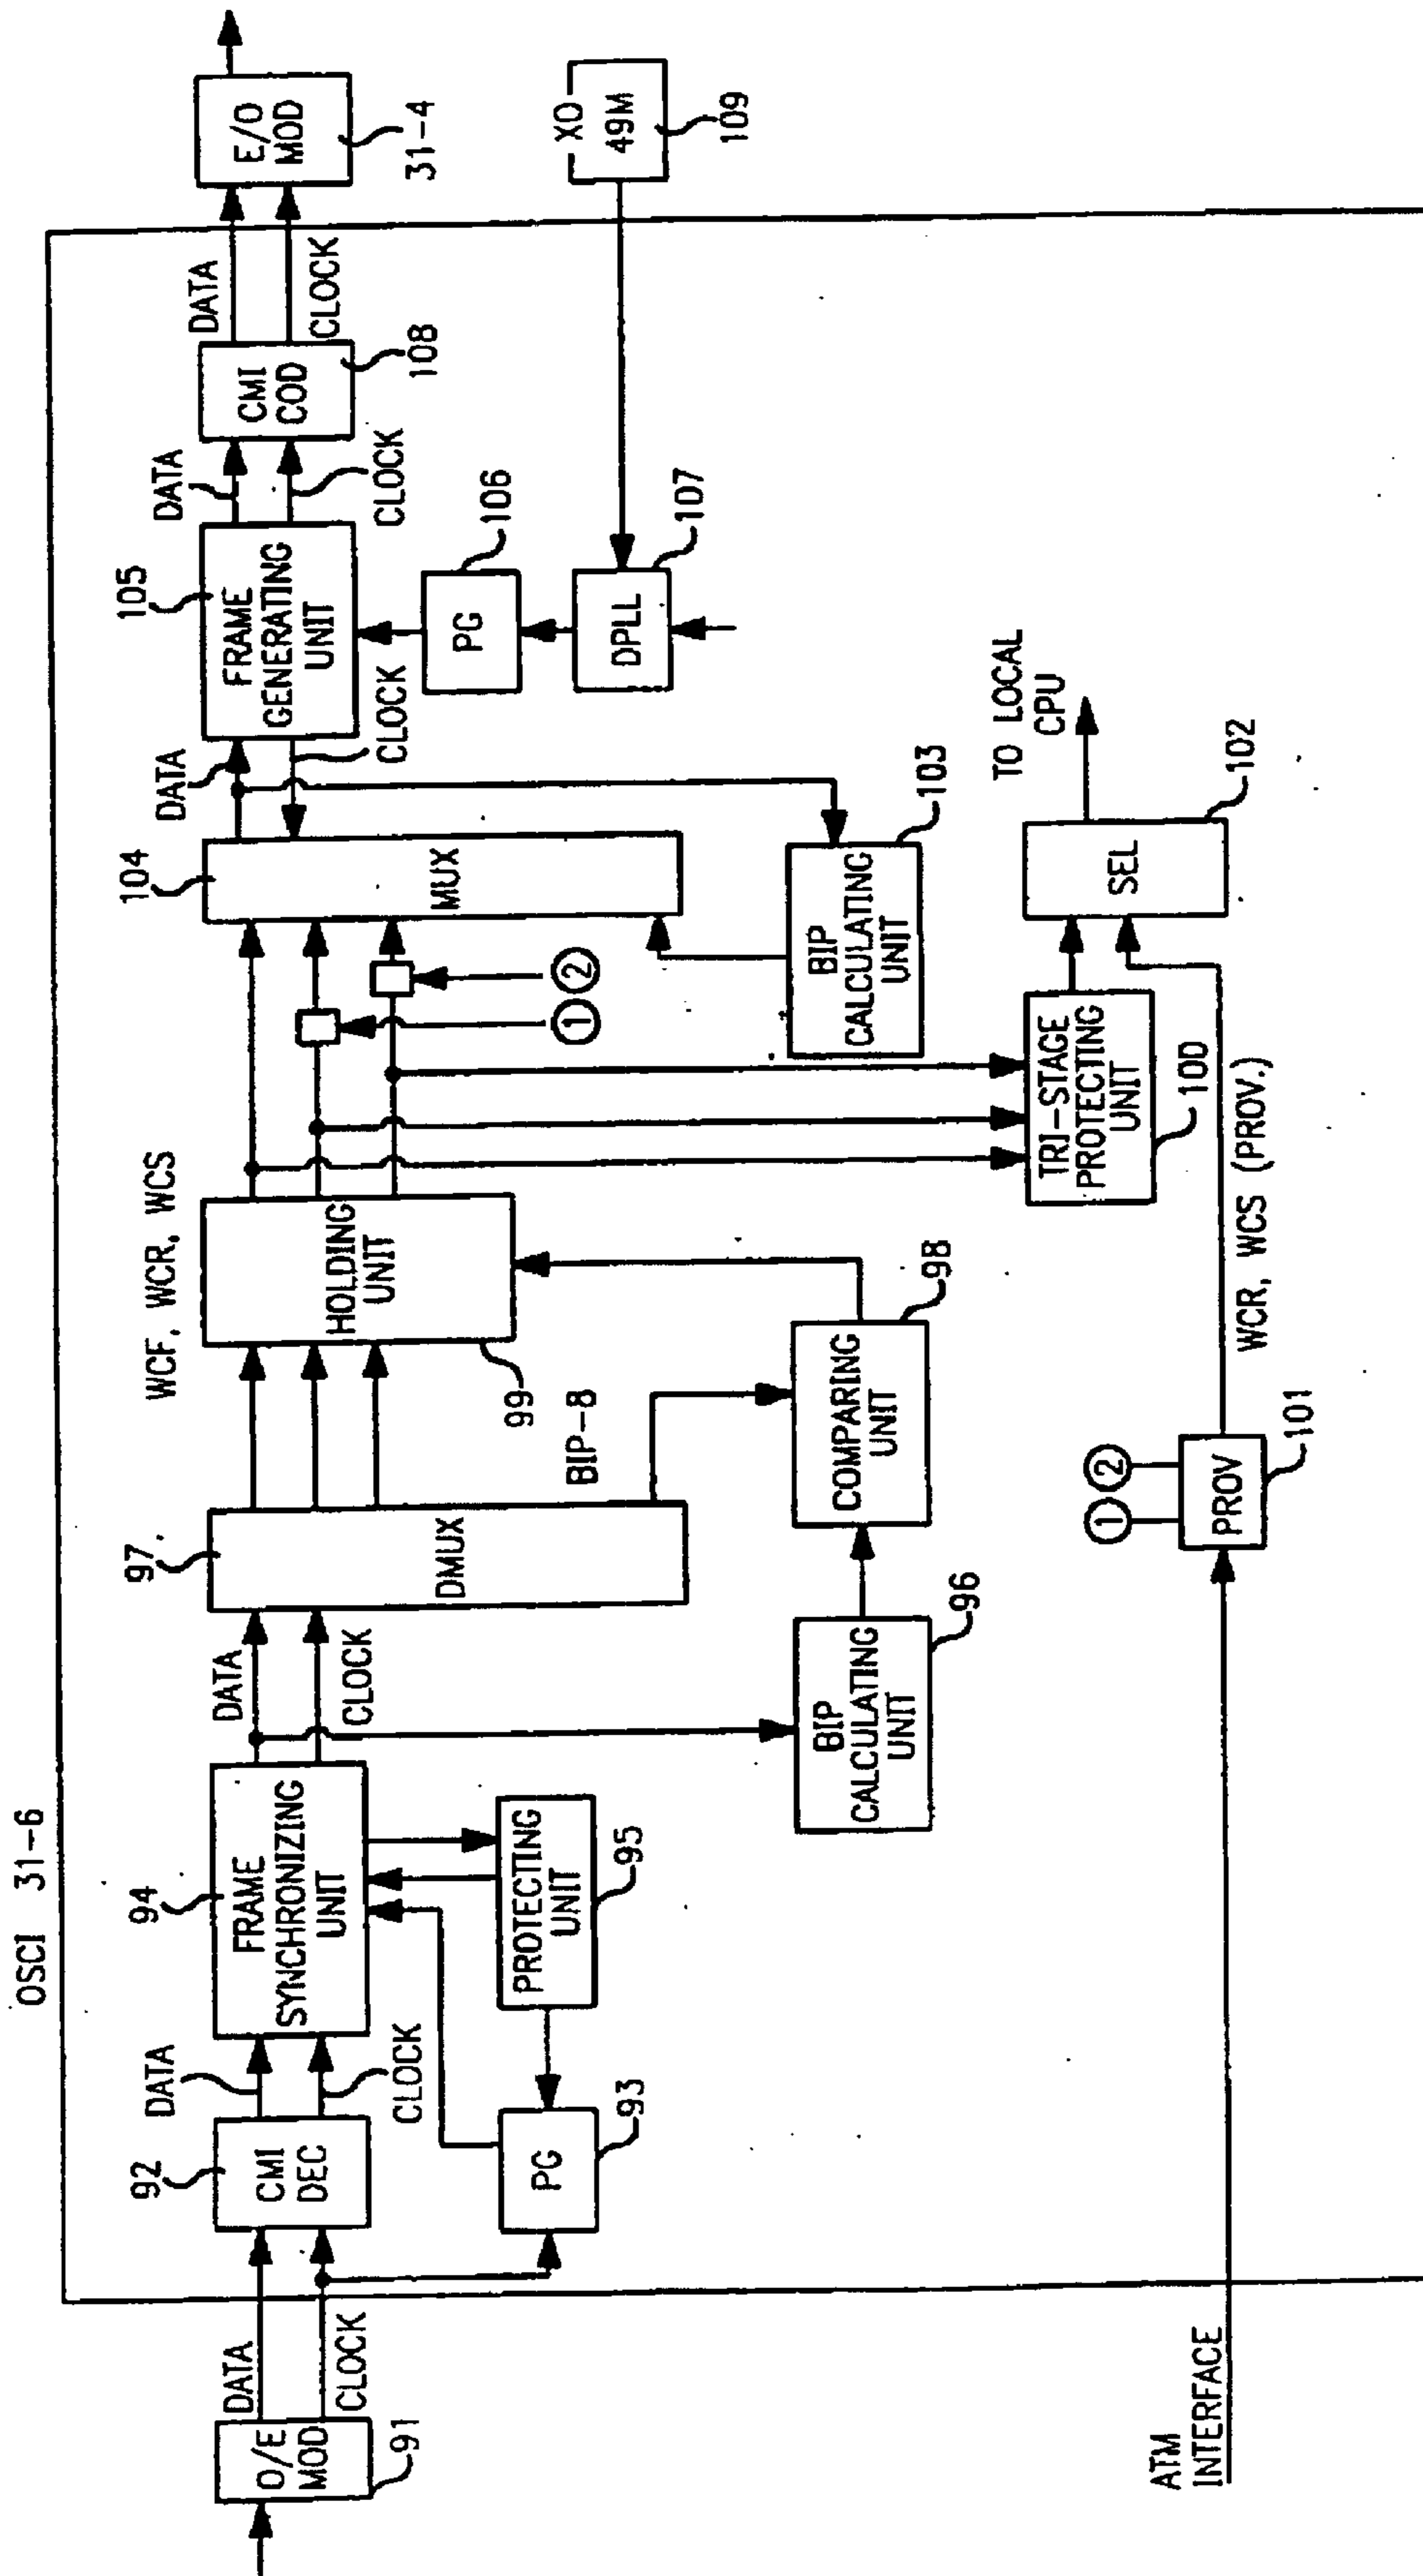 OSCI 31-6
O/E
MOD
91
DATA
CLOCK
92
CMI
DEC
DATA
CLOCK
PG
93
94
FRAME
SYNCHRONIZING
UNIT
PROTECTING
UNIT
95
DATA
CLOCK
BIP
CALCULATING
UNIT
96
97
DMUX
BIP-8
COMPARING
UNIT
98
WCF, WCR, WCS
HOLDING
UNIT
99
TRI-STAGE
PROTECTING
UNIT
100
1
2
104
MUX
BIP
CALCULATING
UNIT
103
DATA
CLOCK
105
FRAME
GENERATING
UNIT
PG
106
DPLL
107
DATA
CLOCK
CMI
COD
108
DATA
CLOCK
E/O
MOD
31-4
XO
49M
109
ATM
INTERFACE
1
2
PROV
101
WCR, WCS (PROV.)
SEL
102
TO LOCAL
CPU